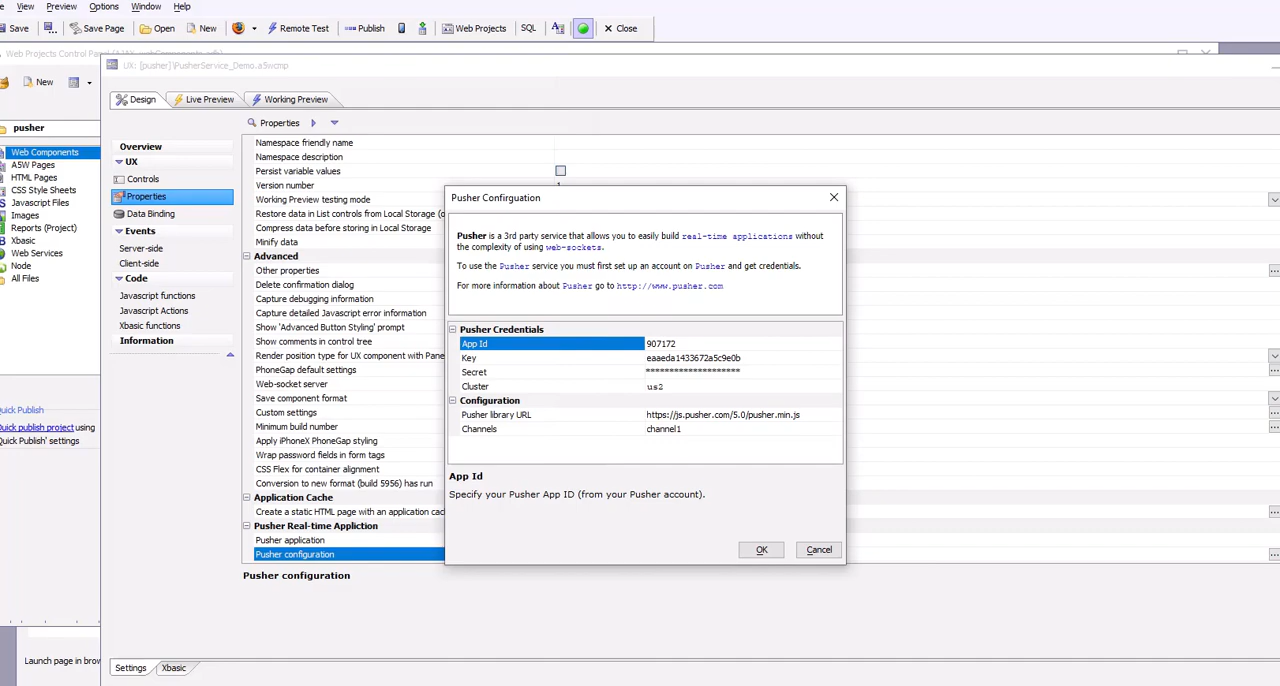 View Preview Options Window Help
Save Save Page Open New Remote Test Publish Web Projects SQL Close
UX: [pusher]\PusherService_Demo.a5wcmp
New
Design Live Preview Working Preview
pusher
Properties
Web Components
A5W Pages
HTML Pages
CSS Style Sheets
Javascript Files
Images
Reports (Project)
Xbasic
Web Services
Node
All Files
Quick Publish
Quick publish project using
Quick Publish' settings
Launch page in brow
Overview
UX
Controls
Properties
Data Binding
Events
Server-side
Client-side
Code
Javascript functions
Javascript Actions
Xbasic functions
Information
Namespace friendly name
Namespace description
Persist variable values
Version number
Working Preview testing mode
Restore data in List controls from Local Storage (o
Compress data before storing in Local Storage
Minify data
Advanced
Other properties
Delete confirmation dialog
Capture debugging information
Capture detailed Javascript error information
Show 'Advanced Button Styling' prompt
Show comments in control tree
Render position type for UX component with Pane
PhoneGap default settings
Web-socket server
Save component format
Custom settings
Minimum build number
Apply iPhoneX PhoneGap styling
Wrap password fields in form tags
CSS Flex for container alignment
Conversion to new format (build 5956) has run
Application Cache
Create a static HTML page with an application cac
Pusher Real-time Appliction
Pusher application
Pusher configuration
Pusher configuration
Settings Xbasic
Pusher Confirguation
Pusher is a 3rd party service that allows you to easily build real-time applications without
the complexity of using web-sockets.
To use the Pusher service you must first set up an account on Pusher and get credentials.
For more information about Pusher go to http://www.pusher.com
Pusher Credentials
App Id 907172
Key eaaeda1433672a5c9e0b
Secret ********************
Cluster us2
Configuration
Pusher library URL https://js.pusher.com/5.0/pusher.min.js
Channels channel1
App Id
Specify your Pusher App ID (from your Pusher account).
OK Cancel